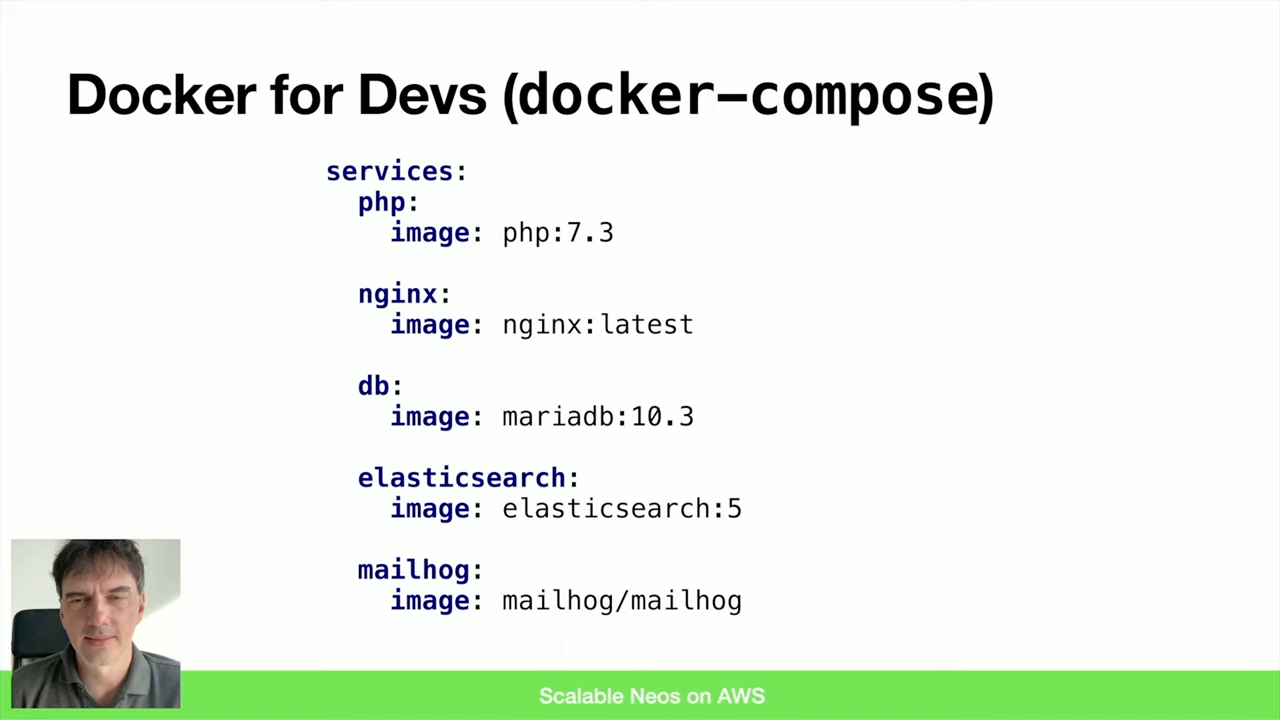 Docker for Devs (docker-compose)
services:
  php:
    image: php:7.3
  nginx:
    image: nginx:latest
  db:
    image: mariadb:10.3
  elasticsearch:
    image: elasticsearch:5
  mailhog:
    image: mailhog/mailhog
Scalable Neos on AWS